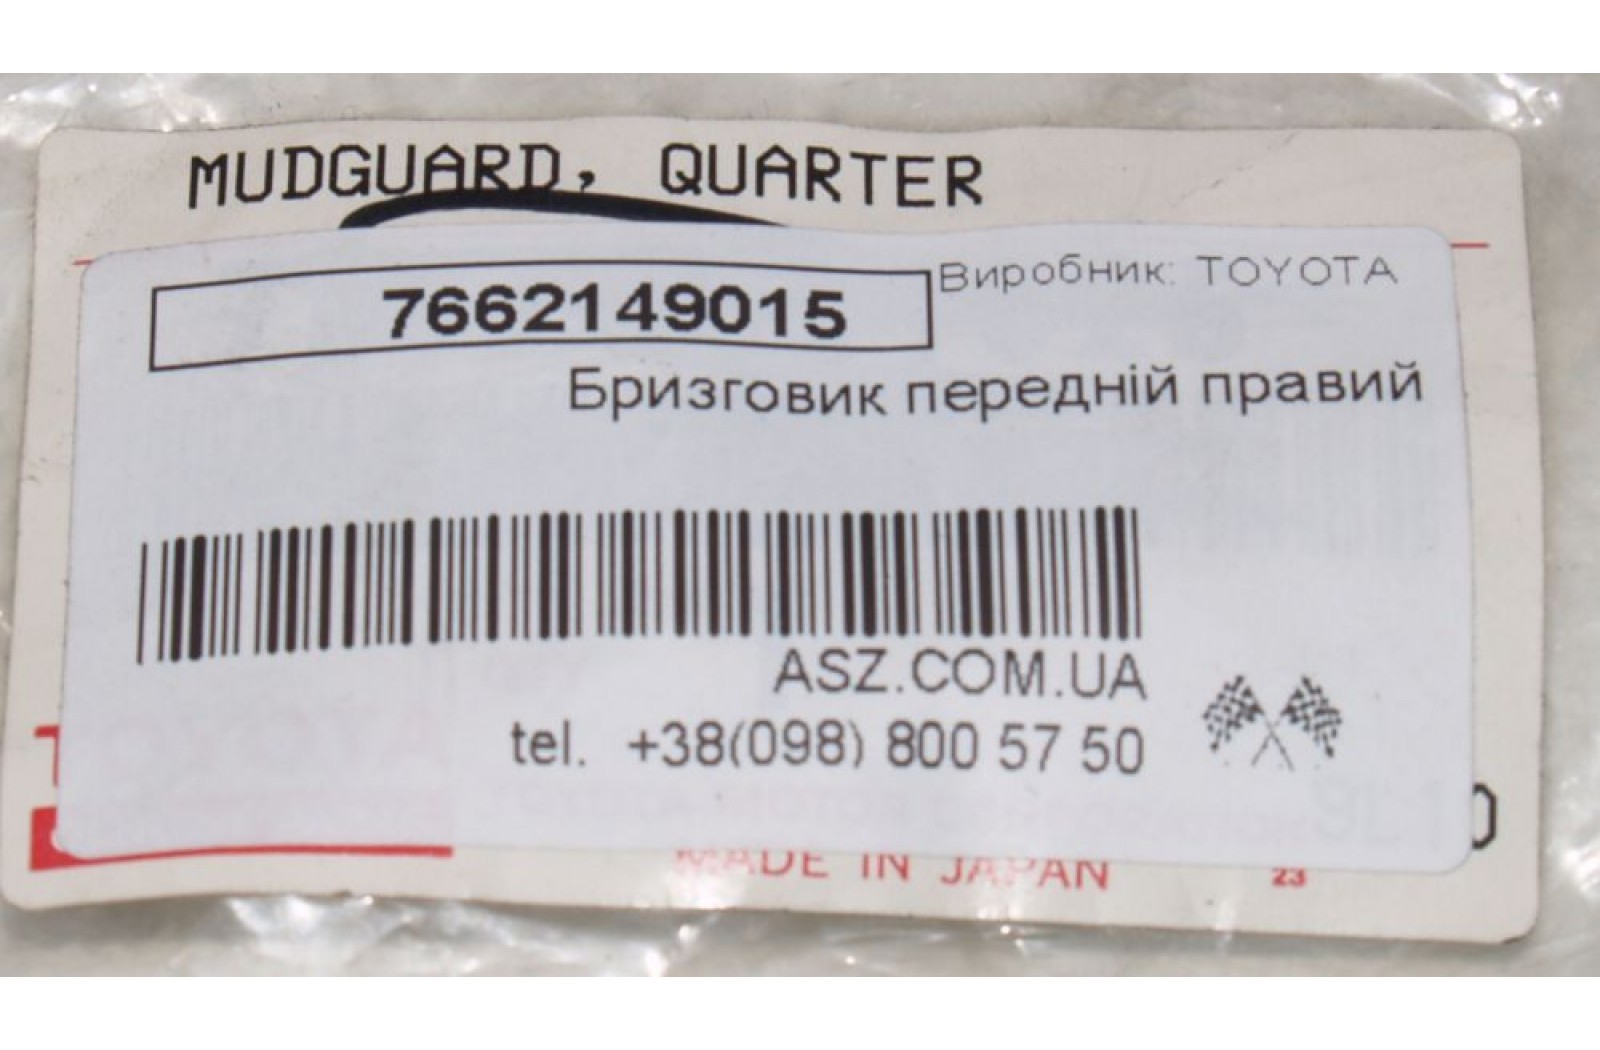 MUDGUARD, QUARTER
7662149015
Виробник: TOYOTA
Бризговик передній правий
ASZ.COM.UA
tel. +38(098) 800 57 50
MADE IN JAPAN
23